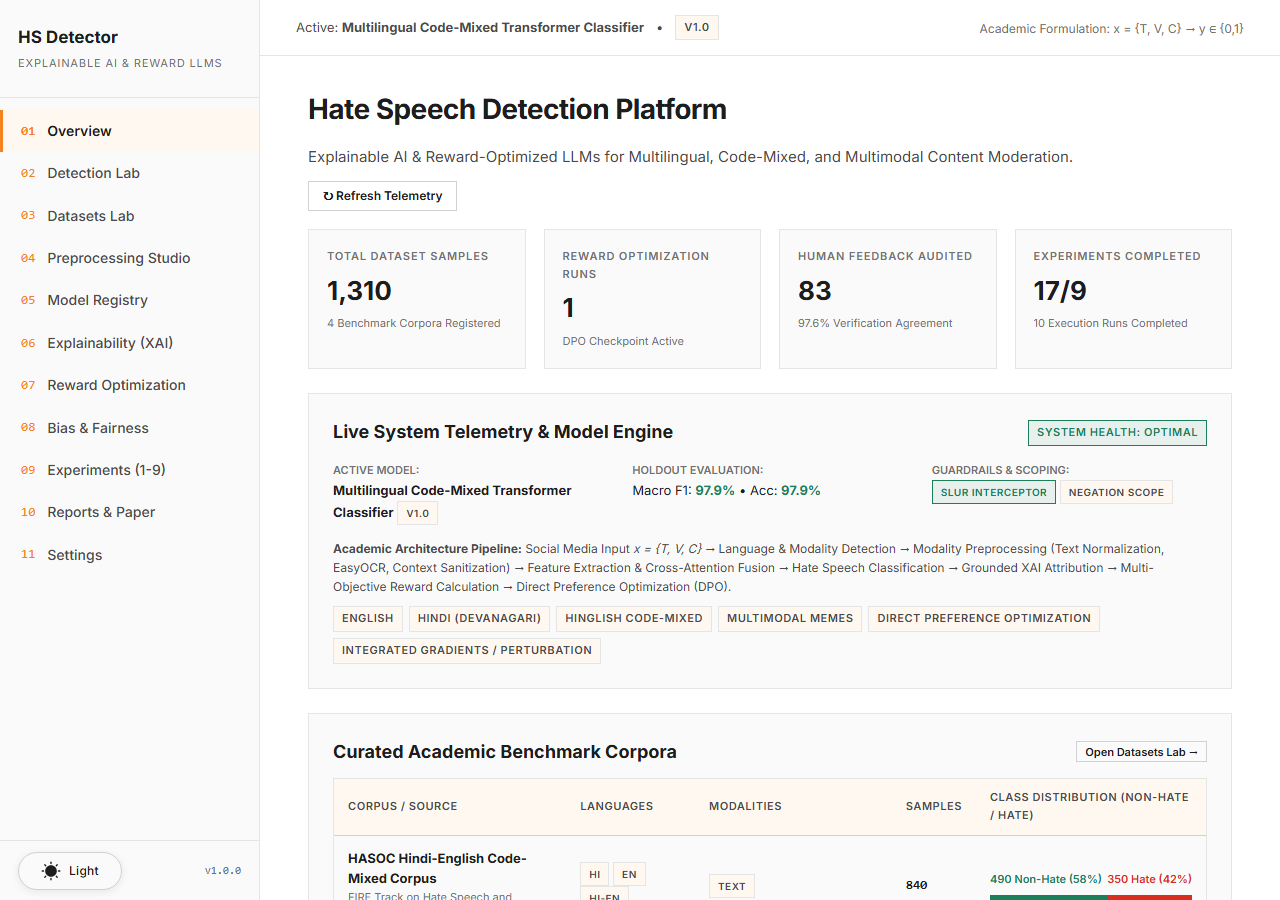 HS Detector
EXPLAINABLE AI & REWARD LLMS
01 Overview
02 Detection Lab
03 Datasets Lab
04 Preprocessing Studio
05 Model Registry
06 Explainability (XAI)
07 Reward Optimization
08 Bias & Fairness
09 Experiments (1-9)
10 Reports & Paper
11 Settings
Light
v1.0.0
Active: Multilingual Code-Mixed Transformer Classifier • V1.0
Academic Formulation: x = {T, V, C} → y ∈ {0,1}
Hate Speech Detection Platform
Explainable AI & Reward-Optimized LLMs for Multilingual, Code-Mixed, and Multimodal Content Moderation.
↻ Refresh Telemetry
TOTAL DATASET SAMPLES
1,310
4 Benchmark Corpora Registered
REWARD OPTIMIZATION
RUNS
1
DPO Checkpoint Active
HUMAN FEEDBACK AUDITED
83
97.6% Verification Agreement
EXPERIMENTS COMPLETED
17/9
10 Execution Runs Completed
Live System Telemetry & Model Engine
SYSTEM HEALTH: OPTIMAL
ACTIVE MODEL:
Multilingual Code-Mixed Transformer
Classifier V1.0
HOLDOUT EVALUATION:
Macro F1: 97.9% • Acc: 97.9%
GUARDRAILS & SCOPING:
SLUR INTERCEPTOR NEGATION SCOPE
Academic Architecture Pipeline: Social Media Input x = {T, V, C} → Language & Modality Detection → Modality Preprocessing (Text Normalization,
EasyOCR, Context Sanitization) → Feature Extraction & Cross-Attention Fusion → Hate Speech Classification → Grounded XAI Attribution → Multi-
Objective Reward Calculation → Direct Preference Optimization (DPO).
ENGLISH HINDI (DEVANAGARI) HINGLISH CODE-MIXED MULTIMODAL MEMES DIRECT PREFERENCE OPTIMIZATION
INTEGRATED GRADIENTS / PERTURBATION
Curated Academic Benchmark Corpora
Open Datasets Lab →
CORPUS / SOURCE LANGUAGES MODALITIES SAMPLES CLASS DISTRIBUTION (NON-HATE
/ HATE)
HASOC Hindi-English Code-
Mixed Corpus
FIRE Track on Hate Speech and
HI EN
HI-EN
TEXT
840
490 Non-Hate (58%) 350 Hate (42%)